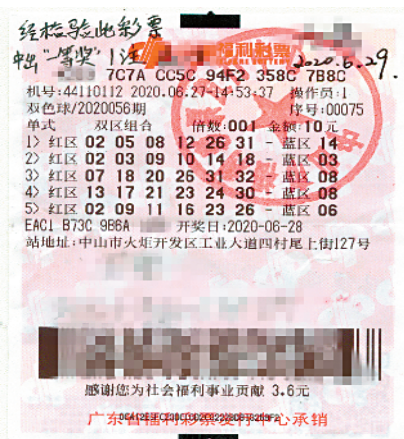 经检验此彩票
中出“一等奖”1注
中国福利彩票
2020.6.29.
7C7A CC5C 94F2 358C 7B8C
机号:44110112 2020.06.27-14:53:37 操作员:1
双色球/2020056期 序号:00075
单式 双区组合 倍数:001 金额:10元
1> 红区 02 05 08 12 26 31 - 蓝区 14
2> 红区 02 03 09 10 14 18 - 蓝区 03
3> 红区 07 18 20 26 31 32 - 蓝区 08
4> 红区 13 17 21 23 24 30 - 蓝区 08
5> 红区 02 09 11 16 23 26 - 蓝区 06
EAC1 B73C 9B6A 开奖日:2020-06-28
站地址:中山市火炬开发区工业大道四村尾上街127号
感谢您为社会福利事业贡献 3.6元
广东省福利彩票发行中心承销